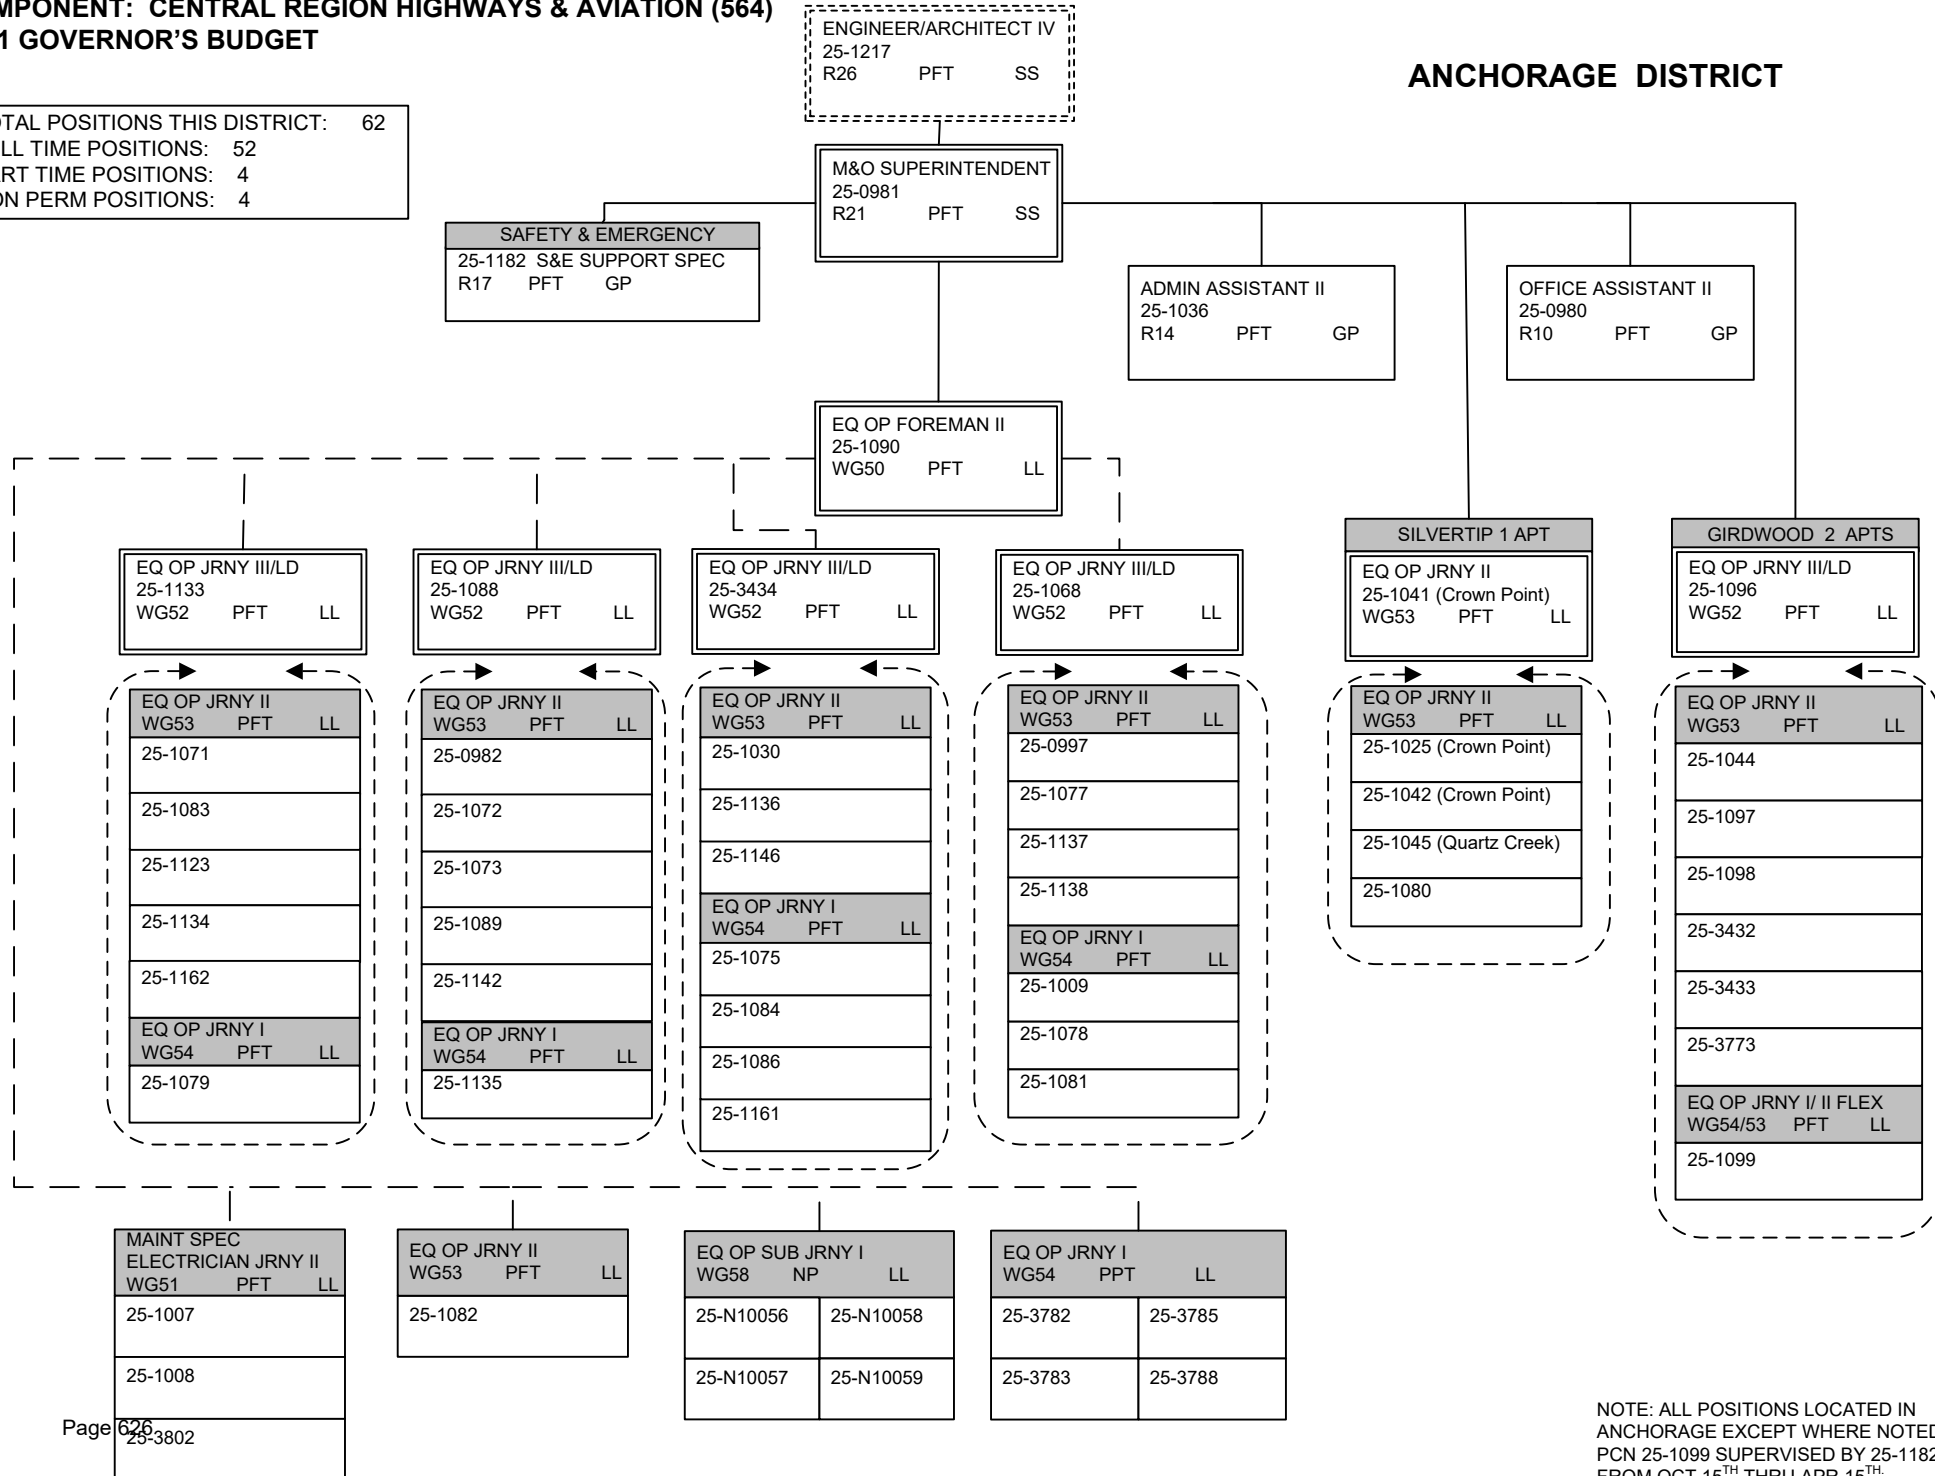 MPONENT: CENTRAL REGION HIGHWAYS & AVIATION (564)
1 GOVERNOR'S BUDGET
ANCHORAGE DISTRICT
OTAL POSITIONS THIS DISTRICT: 62
LL TIME POSITIONS: 52
ART TIME POSITIONS: 4
ON PERM POSITIONS: 4
ENGINEER/ARCHITECT IV
25-1217
R26 PFT SS
M&O SUPERINTENDENT
25-0981
R21 PFT SS
SAFETY & EMERGENCY
25-1182 S&E SUPPORT SPEC
R17 PFT GP
ADMIN ASSISTANT II
25-1036
R14 PFT GP
OFFICE ASSISTANT II
25-0980
R10 PFT GP
EQ OP FOREMAN II
25-1090
WG50 PFT LL
EQ OP JRNY III/LD
25-1133
WG52 PFT LL
EQ OP JRNY II
WG53 PFT LL
25-1071
25-1083
25-1123
25-1134
25-1162
EQ OP JRNY I
WG54 PFT LL
25-1079
EQ OP JRNY III/LD
25-1088
WG52 PFT LL
EQ OP JRNY II
WG53 PFT LL
25-0982
25-1072
25-1073
25-1089
25-1142
EQ OP JRNY I
WG54 PFT LL
25-1135
EQ OP JRNY III/LD
25-3434
WG52 PFT LL
EQ OP JRNY II
WG53 PFT LL
25-1030
25-1136
25-1146
EQ OP JRNY I
WG54 PFT LL
25-1075
25-1084
25-1086
25-1161
EQ OP JRNY III/LD
25-1068
WG52 PFT LL
EQ OP JRNY II
WG53 PFT LL
25-0997
25-1077
25-1137
25-1138
EQ OP JRNY I
WG54 PFT LL
25-1009
25-1078
25-1081
SILVERTIP 1 APT
EQ OP JRNY II
25-1041 (Crown Point)
WG53 PFT LL
EQ OP JRNY II
WG53 PFT LL
25-1025 (Crown Point)
25-1042 (Crown Point)
25-1045 (Quartz Creek)
25-1080
GIRDWOOD 2 APTS
EQ OP JRNY III/LD
25-1096
WG52 PFT LL
EQ OP JRNY II
WG53 PFT LL
25-1044
25-1097
25-1098
25-3432
25-3433
25-3773
EQ OP JRNY I/ II FLEX
WG54/53 PFT LL
25-1099
MAINT SPEC
ELECTRICIAN JRNY II
WG51 PFT LL
25-1007
25-1008
25-3802
EQ OP JRNY II
WG53 PFT LL
25-1082
EQ OP SUB JRNY I
WG58 NP LL
25-N10056 25-N10058
25-N10057 25-N10059
EQ OP JRNY I
WG54 PPT LL
25-3782 25-3785
25-3783 25-3788
Page 626
NOTE: ALL POSITIONS LOCATED IN
ANCHORAGE EXCEPT WHERE NOTED
PCN 25-1099 SUPERVISED BY 25-1182
FROM OCT 15TH THRU APR 15TH.